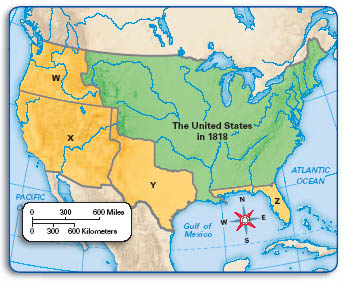 W
X
Y
Z
The United States
in 1818
ATLANTIC
OCEAN
PACIFIC
Gulf of
Mexico
N
W
E
S
0 300 600 Miles
0 300 600 Kilometers